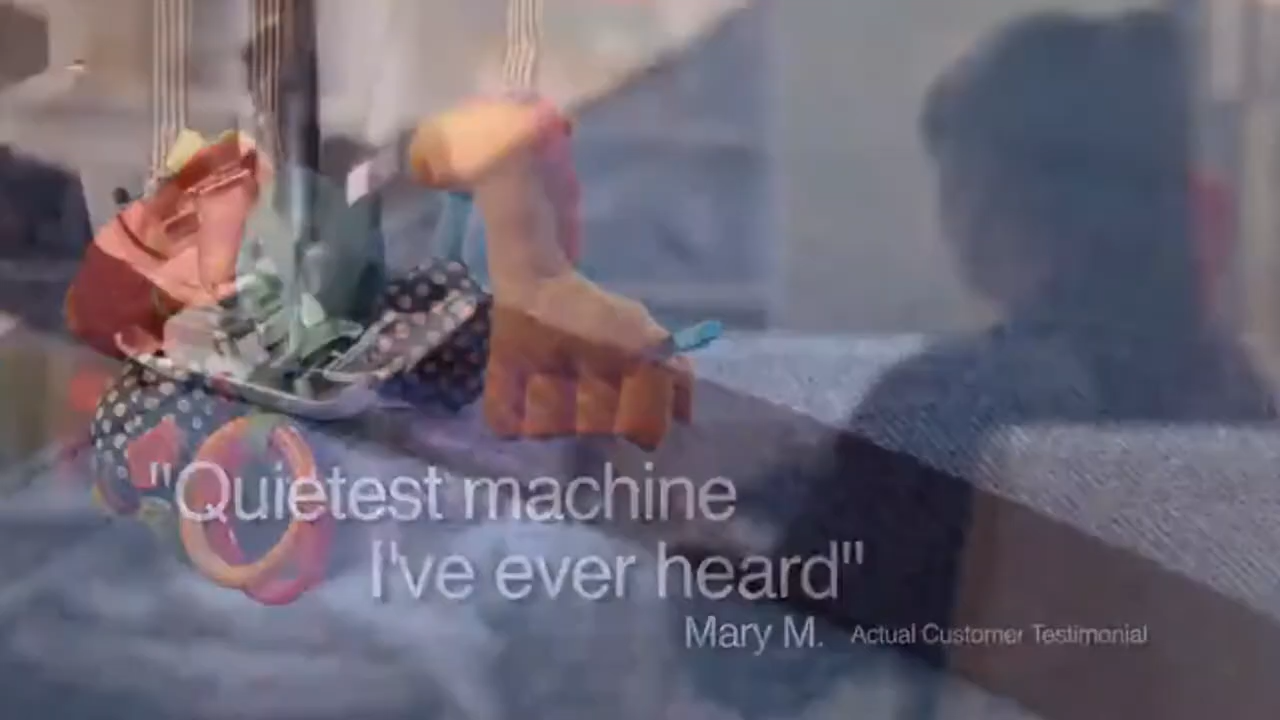 "Quietest machine
I've ever heard"
Mary M. Actual Customer Testimonial